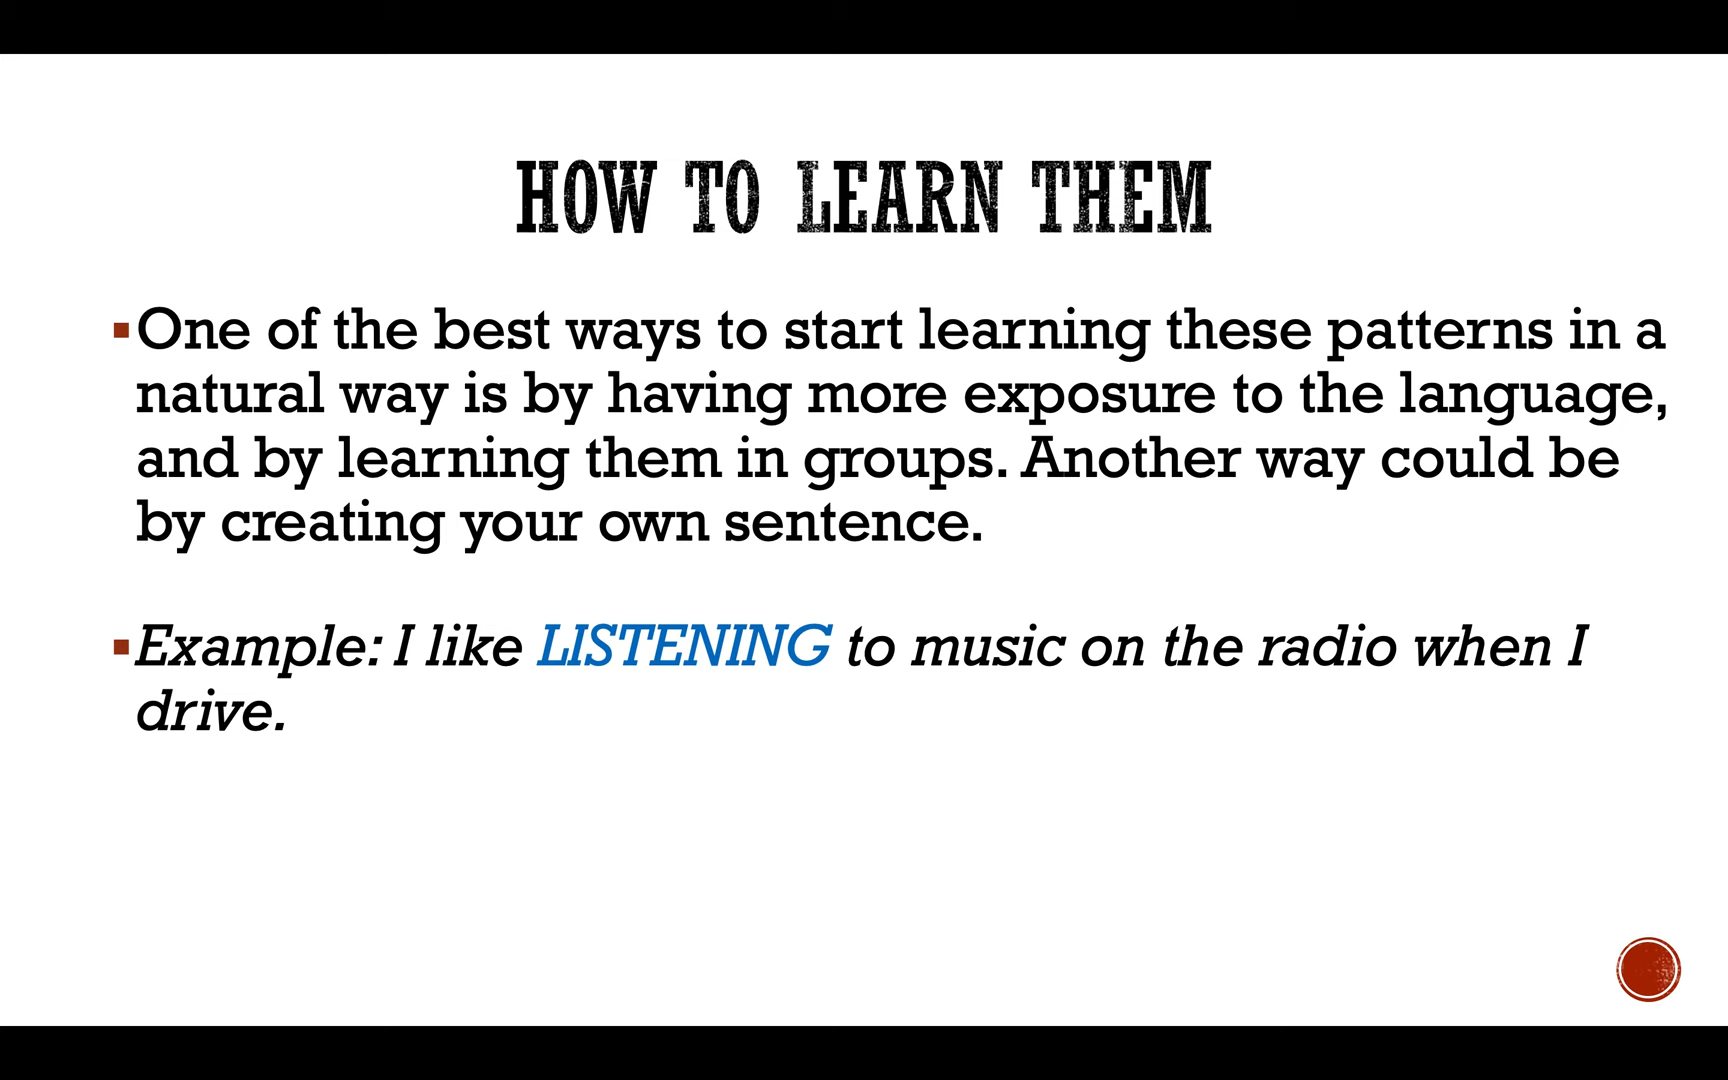 HOW TO LEARN THEM
▪One of the best ways to start learning these patterns in a
natural way is by having more exposure to the language,
and by learning them in groups. Another way could be
by creating your own sentence.
▪Example: I like LISTENING to music on the radio when I
drive.